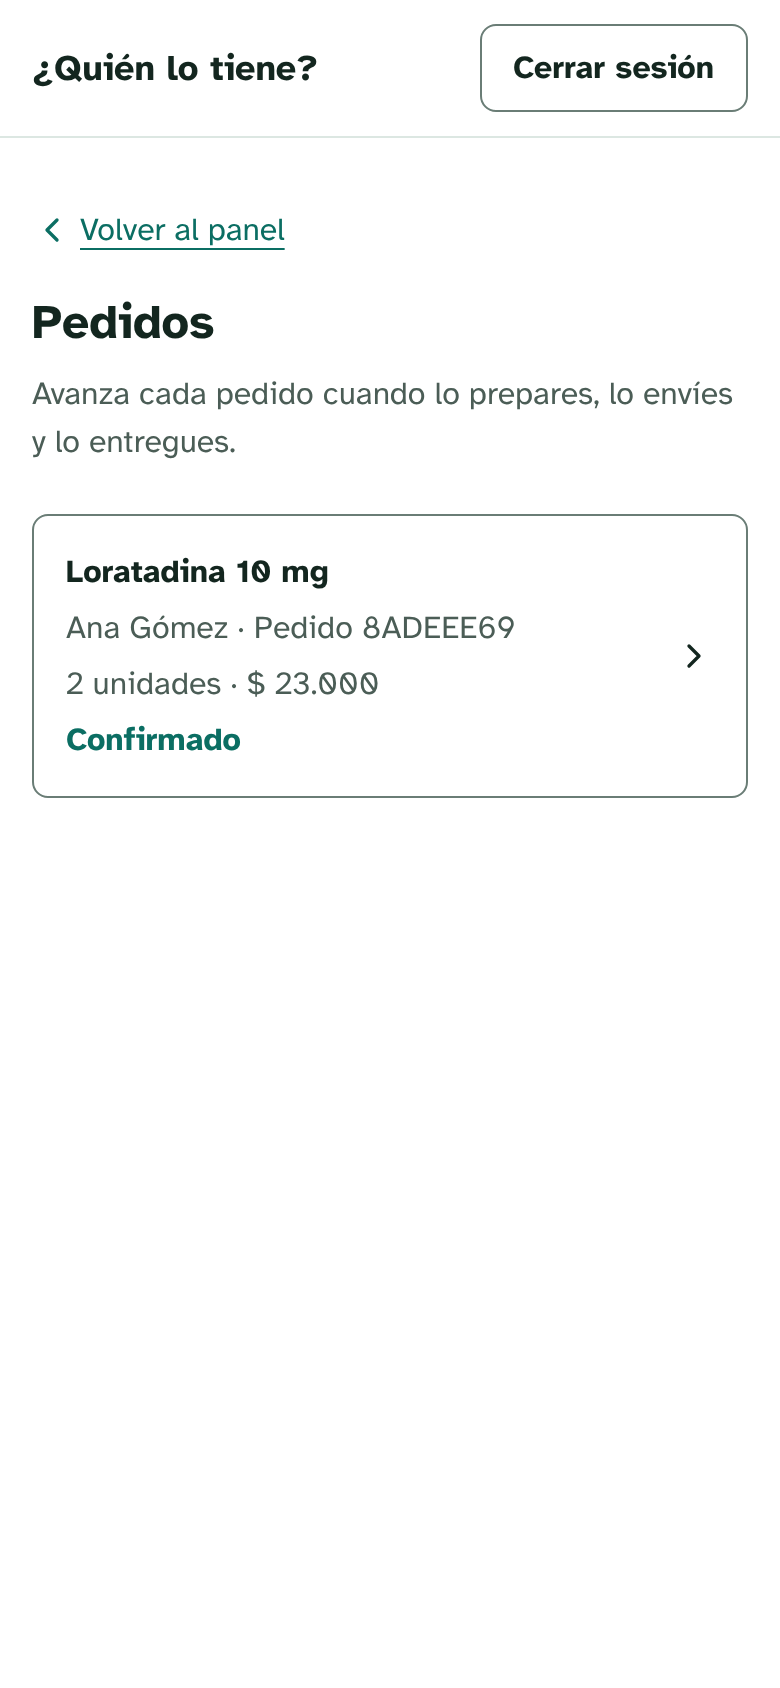 ¿Quién lo tiene?
Cerrar sesión
Volver al panel
Pedidos
Avanza cada pedido cuando lo prepares, lo envíes
y lo entregues.
Loratadina 10 mg
Ana Gómez · Pedido 8ADEEE69
2 unidades · $ 23.000
Confirmado